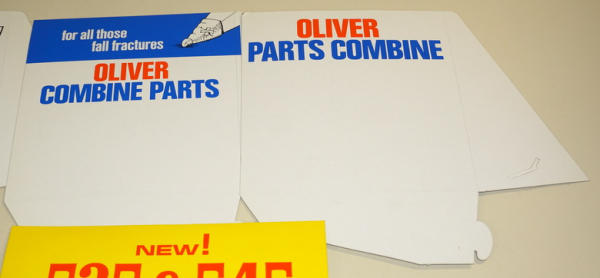 for all those
fall fractures
OLIVER
COMBINE PARTS
OLIVER
PARTS COMBINE
NEW!